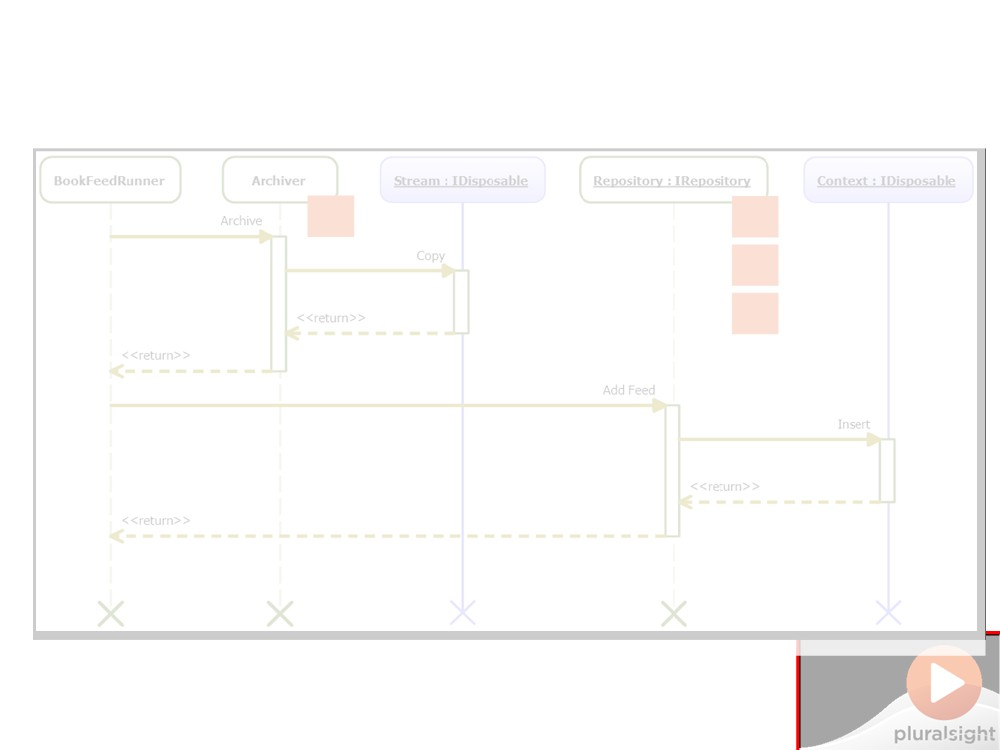 BookFeedRunner
Archiver
Stream : IDisposable
Repository : IRepository
Context : IDisposable
Archive
Copy
<<return>>
<<return>>
Add Feed
Insert
<<return>>
<<return>>
pluralsight